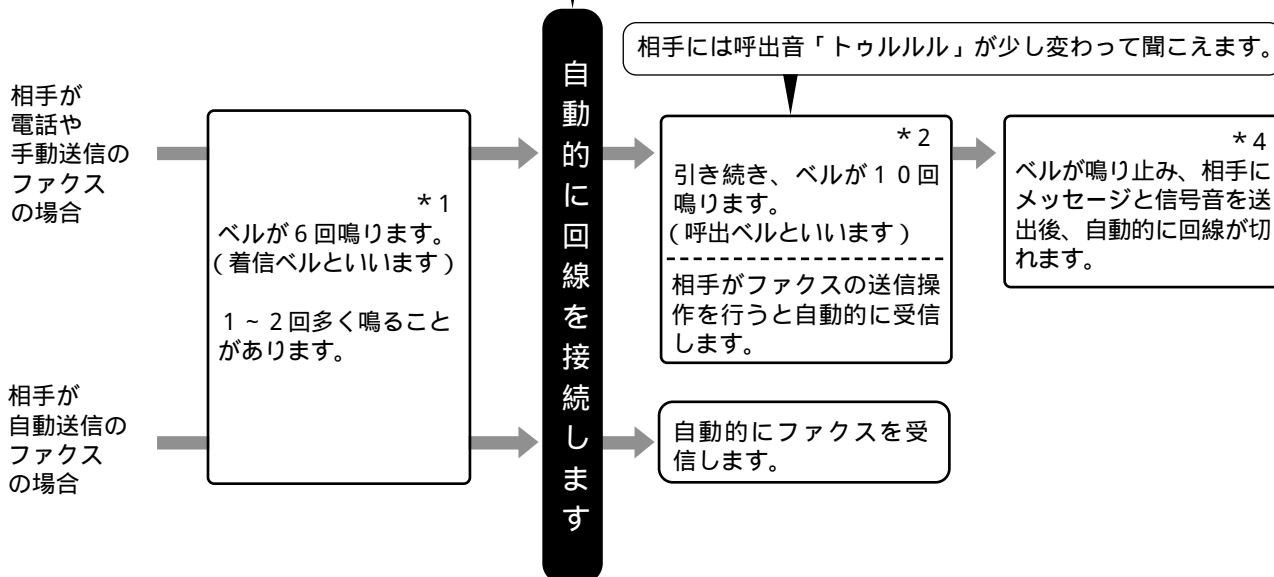 相手には呼出音「トゥルルル」が少し変わって聞こえます。
相手が
電話や
手動送信の
ファクス
の場合
*1
ベルが6回鳴ります。
(着信ベルといいます)
1~2回多く鳴ること
があります。
自動的に回線を接続します
*2
引き続き、ベルが10回
鳴ります。
(呼出ベルといいます)
相手がファクスの送信操
作を行うと自動的に受信
します。
*4
ベルが鳴り止み、相手に
メッセージと信号音を送
出後、自動的に回線が切
れます。
相手が
自動送信の
ファクス
の場合
自動的にファクスを受
信します。